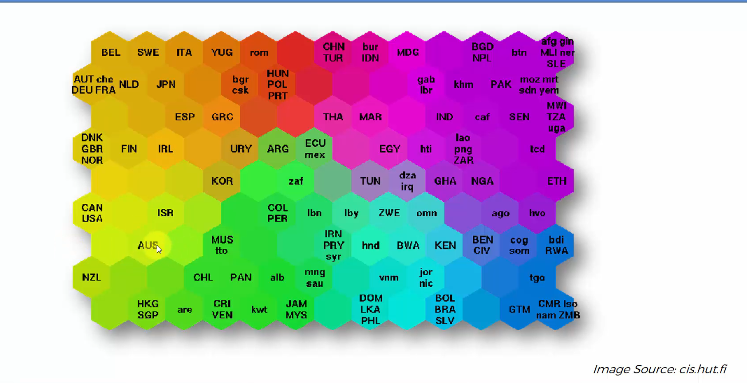 BEL SWE ITA YUG rom CHN bur MDG BGD btn afg gin
TUR IDN NPL MLI ner
SLE
AUT che NLD JPN bgr HUN gab khm PAK moz mrt
DEU FRA csk POL lbr sdn yem
PRT
ESP GRC THA MAR IND caf SEN MWI
TZA
uga
DNK FIN IRL URY ARG ECU EGY hti lao tcd
GBR mex png
NOR ZAR
KOR zaf TUN dza GHA NGA ETH
irq
CAN ISR COL lbn lby ZWE omn ago hvo
USA PER
AUS MUS IRN hnd BWA KEN BEN cog bdi
tto PRY CIV som RWA
syr
NZL CHL PAN alb mng vnm jor tgo
sau nic
HKG are CRI kwt JAM DOM BOL GTM CMR lso
SGP VEN MYS LKA BRA nam ZMB
PHL SLV
Image Source: cis.hut.fi